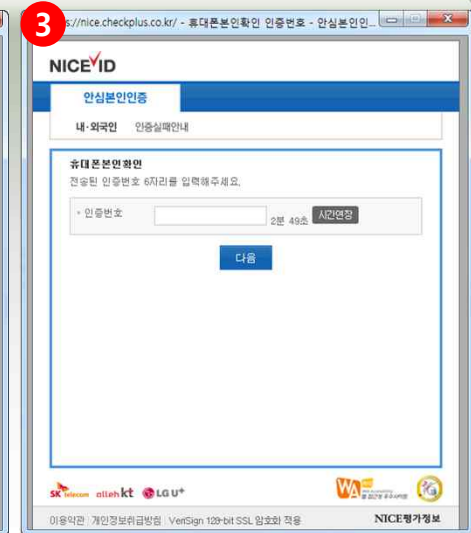 3
s://nice.checkplus.co.kr/ - 휴대폰본인확인 인증번호 - 안심본인인...
NICE ID
안심본인인증
내·외국인 인증실패안내
휴대폰본인확인
전송된 인증번호 6자리를 입력해주세요.
인증번호 2분 49초 시간연장
다음
SK telecom olleh kt LG U+ WA
이용약관 개인정보취급방침 VeriSign 128-bit SSL 암호화 적용 NICE평가정보